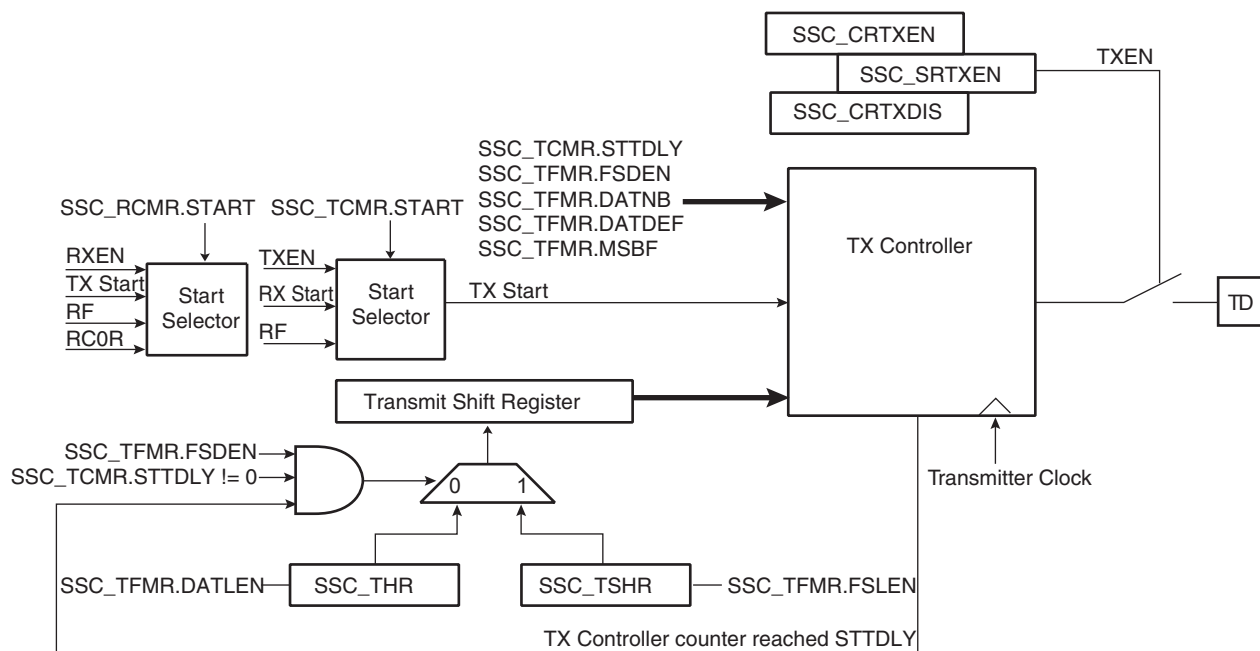 SSC_CRTXEN
SSC_SRTXEN
TXEN
SSC_CRTXDIS
SSC_TCMR.STTDLY
SSC_TFMR.FSDEN
SSC_TFMR.DATNB
SSC_TFMR.DATDEF
SSC_TFMR.MSBF
SSC_RCMR.START
SSC_TCMR.START
RXEN
TX Start
RF
RC0R
Start
Selector
TXEN
RX Start
RF
Start
Selector
TX Start
TX Controller
TD
Transmit Shift Register
Transmitter Clock
SSC_TFMR.FSDEN
SSC_TCMR.STTDLY != 0
0
1
SSC_TFMR.DATLEN
SSC_THR
SSC_TSHR
SSC_TFMR.FSLEN
TX Controller counter reached STTDLY